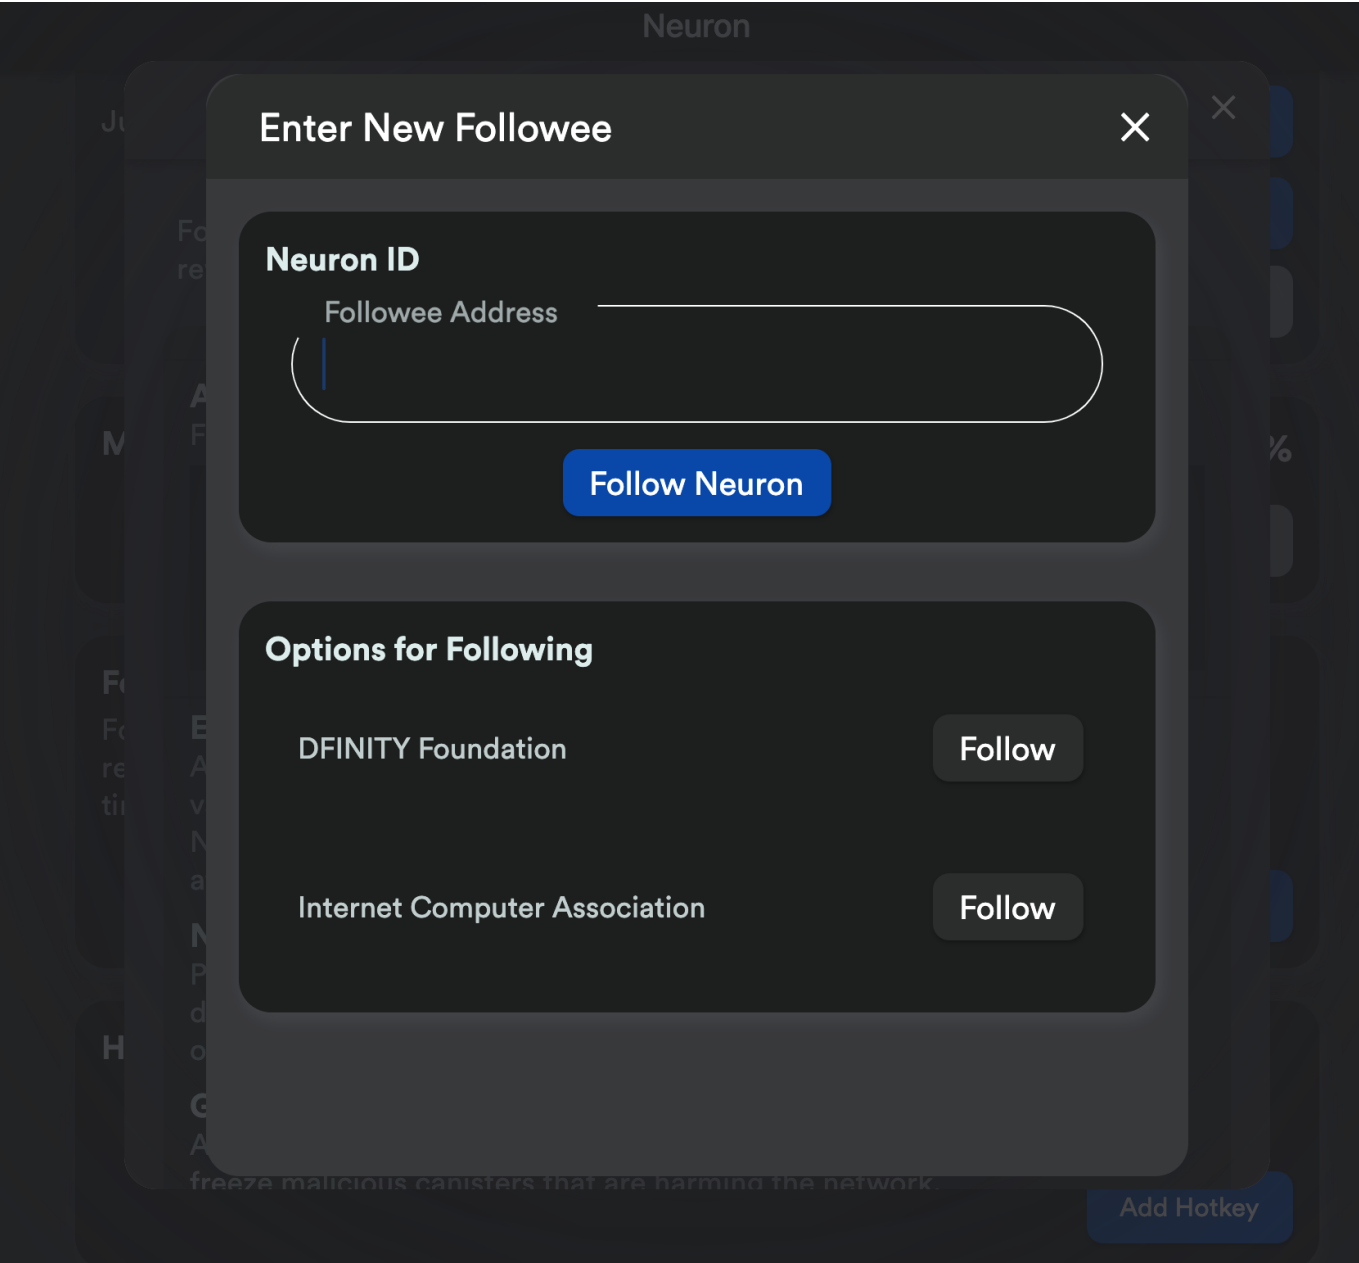 Neuron
Enter New Followee
Neuron ID
Followee Address
Follow Neuron
Options for Following
DFINITY Foundation
Follow
Internet Computer Association
Follow
freeze malicious canisters that are harming the network.
Add Hotkey